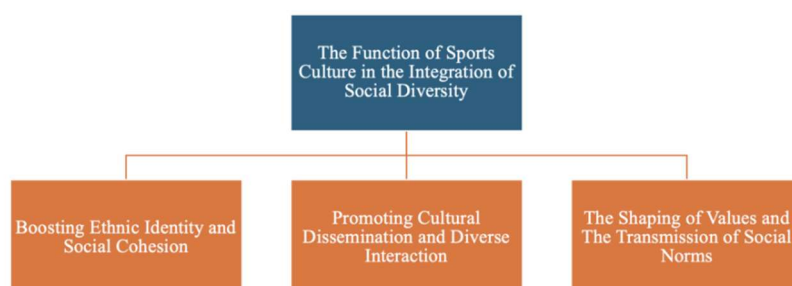 The Function of Sports
Culture in the Integration of
Social Diversity
Boosting Ethnic Identity and
Social Cohesion
Promoting Cultural
Dissemination and Diverse
Interaction
The Shaping of Values and
The Transmission of Social
Norms